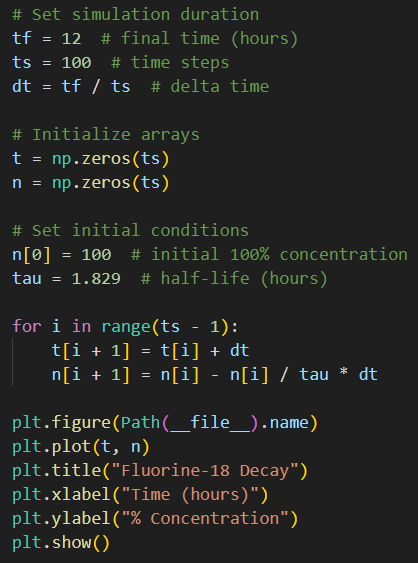 # Set simulation duration
tf = 12  # final time (hours)
ts = 100  # time steps
dt = tf / ts  # delta time

# Initialize arrays
t = np.zeros(ts)
n = np.zeros(ts)

# Set initial conditions
n[0] = 100  # initial 100% concentration
tau = 1.829  # half-life (hours)

for i in range(ts - 1):
    t[i + 1] = t[i] + dt
    n[i + 1] = n[i] - n[i] / tau * dt

plt.figure(Path(__file__).name)
plt.plot(t, n)
plt.title("Fluorine-18 Decay")
plt.xlabel("Time (hours)")
plt.ylabel("% Concentration")
plt.show()